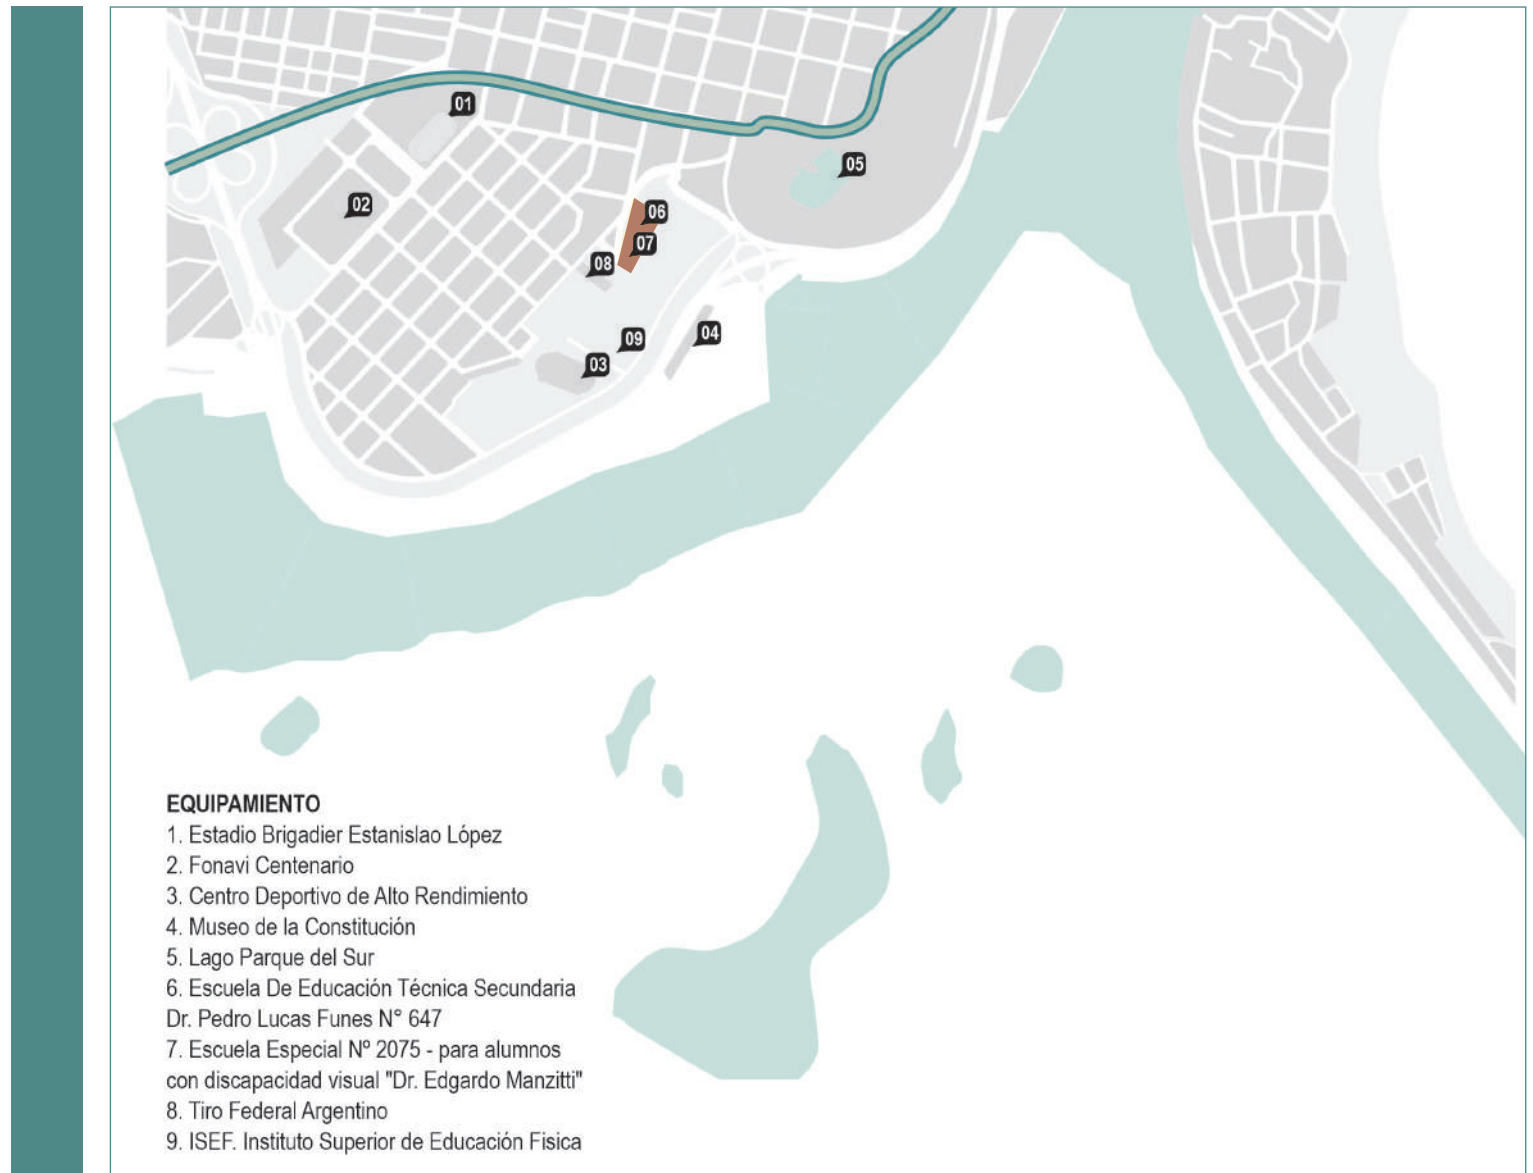 01
05
02
06
07
08
04
09
03
EQUIPAMIENTO
1. Estadio Brigadier Estanislao López
2. Fonavi Centenario
3. Centro Deportivo de Alto Rendimiento
4. Museo de la Constitución
5. Lago Parque del Sur
6. Escuela De Educación Técnica Secundaria
Dr. Pedro Lucas Funes N° 647
7. Escuela Especial Nº 2075 - para alumnos
con discapacidad visual "Dr. Edgardo Manzitti"
8. Tiro Federal Argentino
9. ISEF. Instituto Superior de Educación Fisica